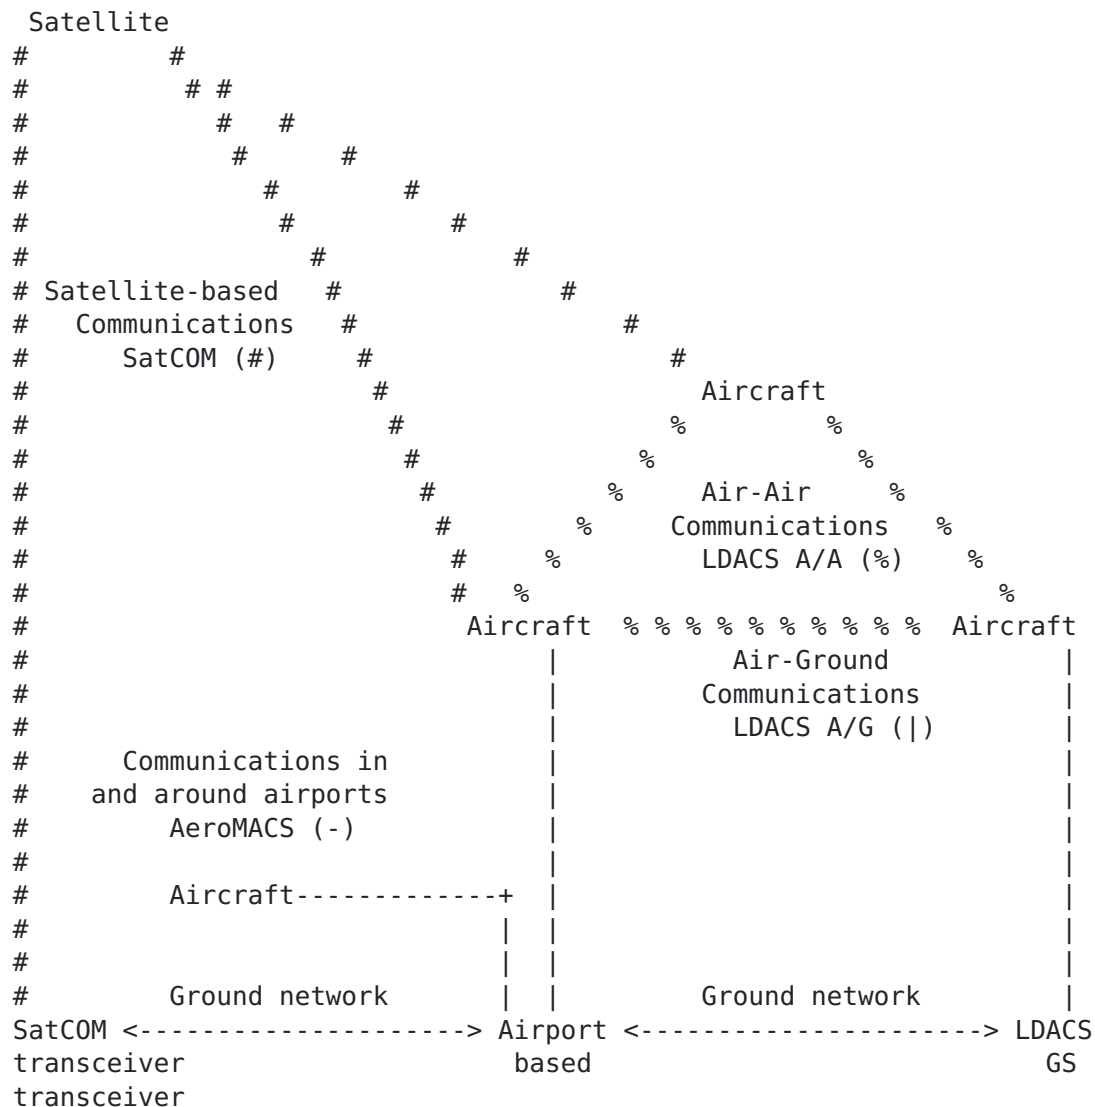 Satellite
#         #
#          # #
#            #   #
#             #      #
#               #        #
#                #          #
#                  #            #
# Satellite-based   #              #
#   Communications   #                 #
#      SatCOM (#)     #                   #
#                      #                    Aircraft
#                       #                 %         %
#                        #              %             %
#                         #           %     Air-Air     %
#                          #        %     Communications   %
#                           #     %         LDACS A/A (%)    %
#                           #   %                              %
#                            Aircraft  % % % % % % % % % %  Aircraft
#                                 |           Air-Ground           |
#                                 |         Communications         |
#                                 |           LDACS A/G (|)        |
#      Communications in          |                                |
#    and around airports          |                                |
#         AeroMACS (-)            |                                |
#                                 |                                |
#         Aircraft-------------+  |                                |
#                              |  |                                |
#                              |  |                                |
#         Ground network       |  |         Ground network         |
SatCOM <---------------------> Airport <----------------------> LDACS
transceiver                     based                             GS
transceiver